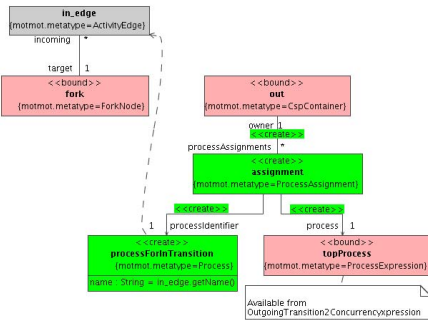 in_edge
{motmot.metatype=ActivityEdge}
incoming *
target 1
<<bound>>
fork
{motmot.metatype=ForkNode}
<<bound>>
out
{motmot.metatype=CspContainer}
owner 1
<<create>>
processAssignments *
<<create>>
assignment
{motmot.metatype=ProcessAssignment}
<<create>>
<<create>>
1 processIdentifier
process 1
<<create>>
processForInTransition
{motmot.metatype=Process}
name : String = in_edge.getName()
<<bound>>
topProcess
{motmot.metatype=ProcessExpression}
Available from
OutgoingTransition2Concurrencyxpression